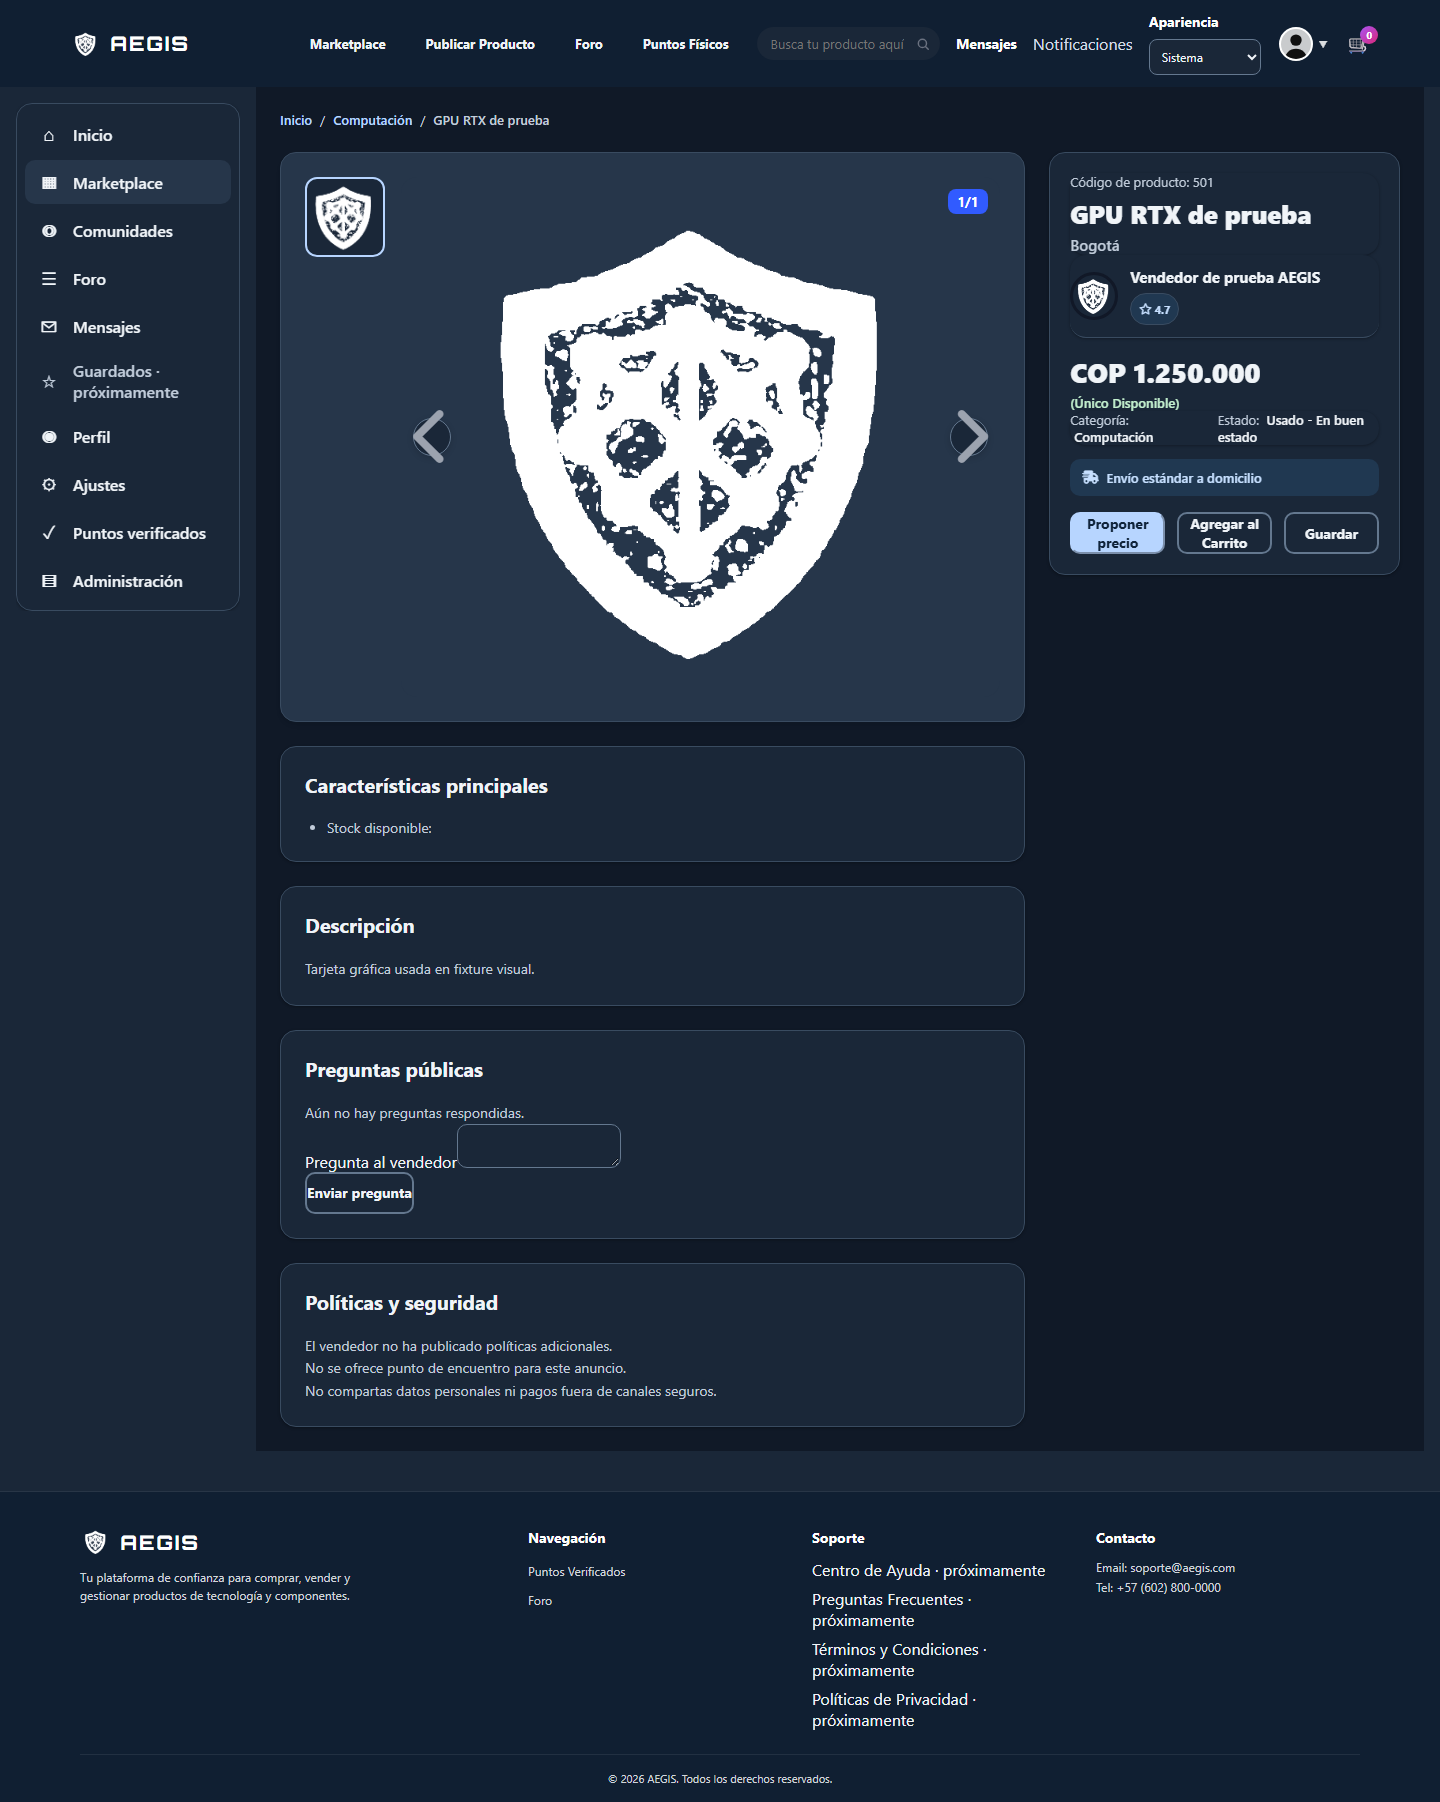 AEGIS
Marketplace
Publicar Producto
Foro
Puntos Físicos
Busca tu producto aquí
Mensajes
Notificaciones
Apariencia
Sistema
0
Inicio
Marketplace
Comunidades
Foro
Mensajes
Guardados ·
próximamente
Perfil
Ajustes
Puntos verificados
Administración
Inicio / Computación / GPU RTX de prueba
1/1
Código de producto: 501
GPU RTX de prueba
Bogotá
Vendedor de prueba AEGIS
4.7
COP 1.250.000
(Único Disponible)
Categoría:
Computación
Estado: Usado - En buen
estado
Envío estándar a domicilio
Proponer
precio
Agregar al
Carrito
Guardar
Características principales
• Stock disponible:
Descripción
Tarjeta gráfica usada en fixture visual.
Preguntas públicas
Aún no hay preguntas respondidas.
Pregunta al vendedor
Enviar pregunta
Políticas y seguridad
El vendedor no ha publicado políticas adicionales.
No se ofrece punto de encuentro para este anuncio.
No compartas datos personales ni pagos fuera de canales seguros.
AEGIS
Tu plataforma de confianza para comprar, vender y
gestionar productos de tecnología y componentes.
Navegación
Puntos Verificados
Foro
Soporte
Centro de Ayuda · próximamente
Preguntas Frecuentes ·
próximamente
Términos y Condiciones ·
próximamente
Políticas de Privacidad ·
próximamente
Contacto
Email: soporte@aegis.com
Tel: +57 (602) 800-0000
© 2026 AEGIS. Todos los derechos reservados.